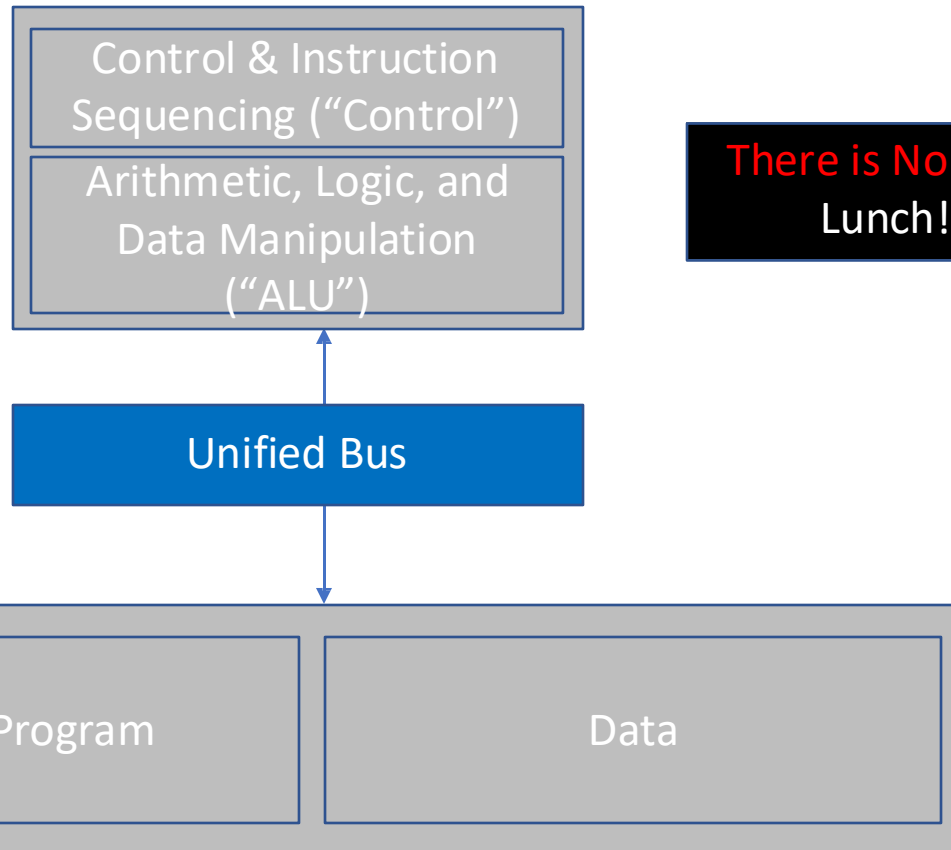 Control & Instruction
Sequencing (“Control”)
There is No
Lunch!
Arithmetic, Logic, and
Data Manipulation
(“ALU”)
Unified Bus
Program
Data